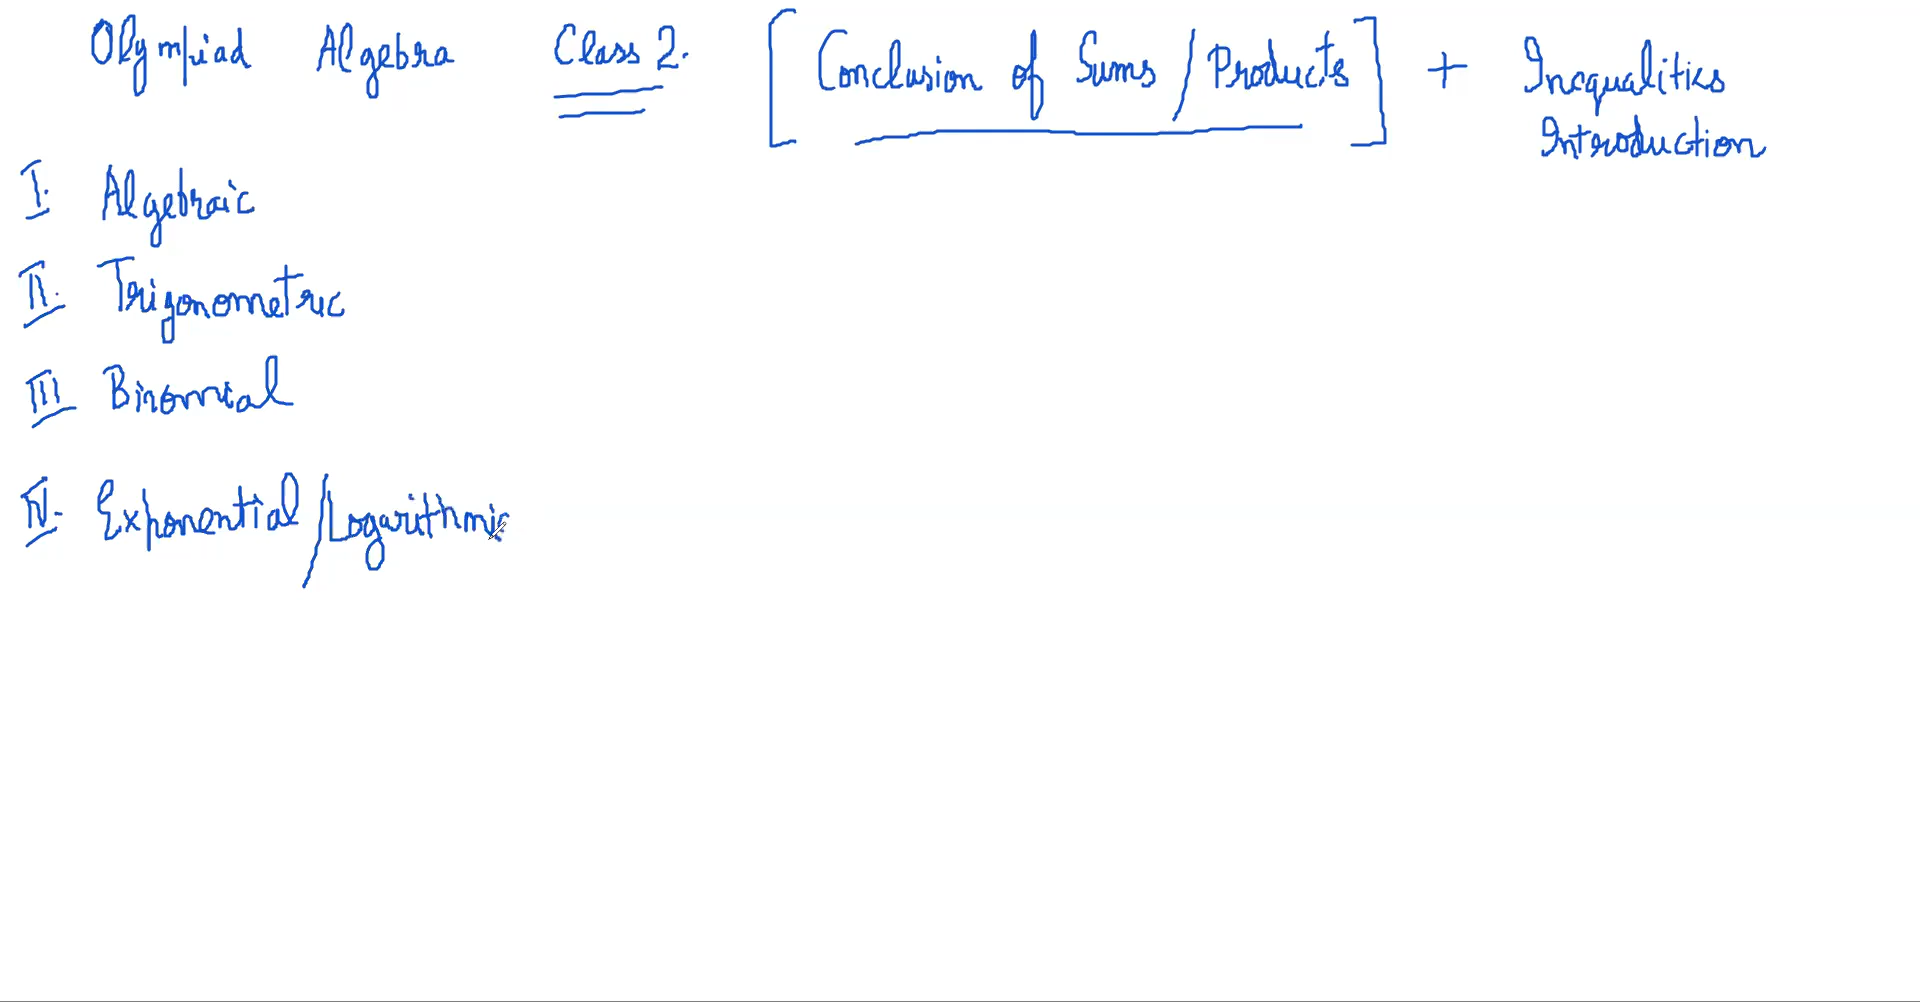 Olympiad Algebra Class 2. [Conclusion of Sums / Products] + Inequalities
Introduction
I. Algebraic
II. Trigonometric
III Binomial
IV. Exponential / Logarithmic